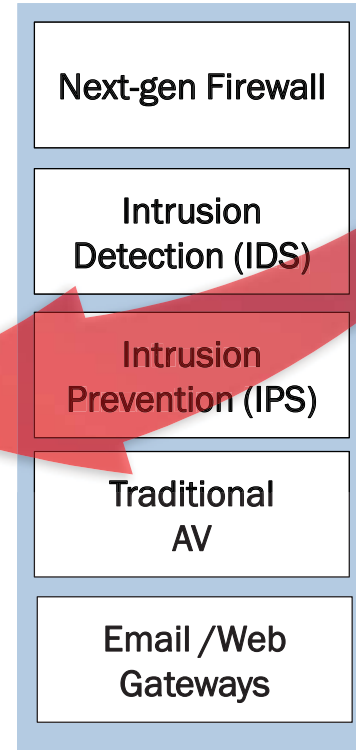 Next-gen Firewall
Intrusion
Detection (IDS)
Intrusion
Prevention (IPS)
Traditional
AV
Email /Web
Gateways